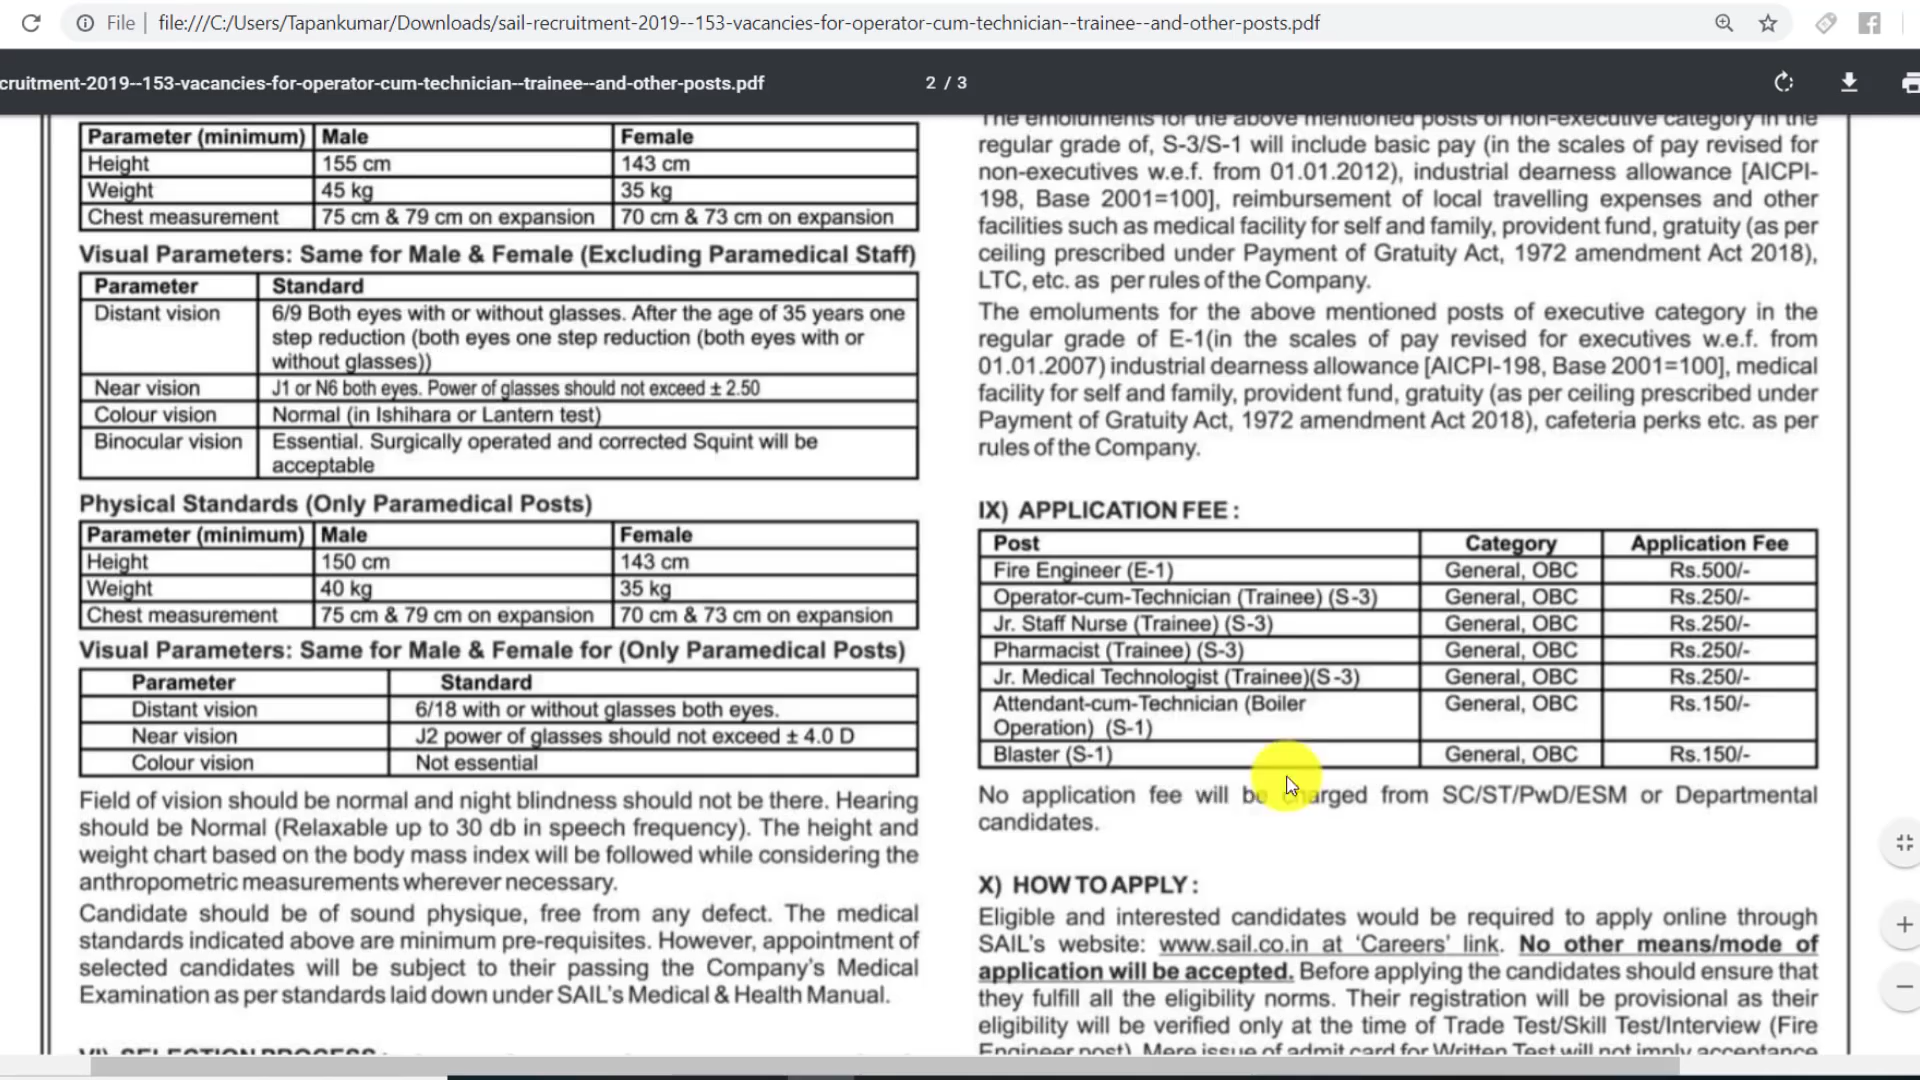 File
file:///C:/Users/Tapankumar/Downloads/sail-recruitment-2019--153-vacancies-for-operator-cum-technician--trainee--and-other-posts.pdf
cruitment-2019--153-vacancies-for-operator-cum-technician--trainee--and-other-posts.pdf
2 / 3
Parameter (minimum) Male Female
Height 155 cm 143 cm
Weight 45 kg 35 kg
Chest measurement 75 cm & 79 cm on expansion 70 cm & 73 cm on expansion
Visual Parameters: Same for Male & Female (Excluding Paramedical Staff)
Parameter Standard
Distant vision 6/9 Both eyes with or without glasses. After the age of 35 years one
step reduction (both eyes one step reduction (both eyes with or
without glasses))
Near vision J1 or N6 both eyes. Power of glasses should not exceed ± 2.50
Colour vision Normal (in Ishihara or Lantern test)
Binocular vision Essential. Surgically operated and corrected Squint will be
acceptable
Physical Standards (Only Paramedical Posts)
Parameter (minimum) Male Female
Height 150 cm 143 cm
Weight 40 kg 35 kg
Chest measurement 75 cm & 79 cm on expansion 70 cm & 73 cm on expansion
Visual Parameters: Same for Male & Female for (Only Paramedical Posts)
Parameter Standard
Distant vision 6/18 with or without glasses both eyes.
Near vision J2 power of glasses should not exceed ± 4.0 D
Colour vision Not essential
Field of vision should be normal and night blindness should not be there. Hearing
should be Normal (Relaxable up to 30 db in speech frequency). The height and
weight chart based on the body mass index will be followed while considering the
anthropometric measurements wherever necessary.
Candidate should be of sound physique, free from any defect. The medical
standards indicated above are minimum pre-requisites. However, appointment of
selected candidates will be subject to their passing the Company's Medical
Examination as per standards laid down under SAIL's Medical & Health Manual.
VI) SELECTION PROCESS:
The emoluments for the above mentioned posts of non-executive category in the
regular grade of, S-3/S-1 will include basic pay (in the scales of pay revised for
non-executives w.e.f. from 01.01.2012), industrial dearness allowance [AICPI-
198, Base 2001=100], reimbursement of local travelling expenses and other
facilities such as medical facility for self and family, provident fund, gratuity (as per
ceiling prescribed under Payment of Gratuity Act, 1972 amendment Act 2018),
LTC, etc. as per rules of the Company.
The emoluments for the above mentioned posts of executive category in the
regular grade of E-1(in the scales of pay revised for executives w.e.f. from
01.01.2007) industrial dearness allowance [AICPI-198, Base 2001=100], medical
facility for self and family, provident fund, gratuity (as per ceiling prescribed under
Payment of Gratuity Act, 1972 amendment Act 2018), cafeteria perks etc. as per
rules of the Company.
IX) APPLICATION FEE :
Post Category Application Fee
Fire Engineer (E-1) General, OBC Rs.500/-
Operator-cum-Technician (Trainee) (S-3) General, OBC Rs.250/-
Jr. Staff Nurse (Trainee) (S-3) General, OBC Rs.250/-
Pharmacist (Trainee) (S-3) General, OBC Rs.250/-
Jr. Medical Technologist (Trainee)(S-3) General, OBC Rs.250/-
Attendant-cum-Technician (Boiler General, OBC Rs.150/-
Operation) (S-1)
Blaster (S-1) General, OBC Rs.150/-
No application fee will be charged from SC/ST/PwD/ESM or Departmental
candidates.
X) HOW TO APPLY :
Eligible and interested candidates would be required to apply online through
SAIL's website: www.sail.co.in at 'Careers' link. No other means/mode of
application will be accepted. Before applying the candidates should ensure that
they fulfill all the eligibility norms. Their registration will be provisional as their
eligibility will be verified only at the time of Trade Test/Skill Test/Interview (Fire
Engineer post). Mere issue of admit card for Written Test will not imply acceptance